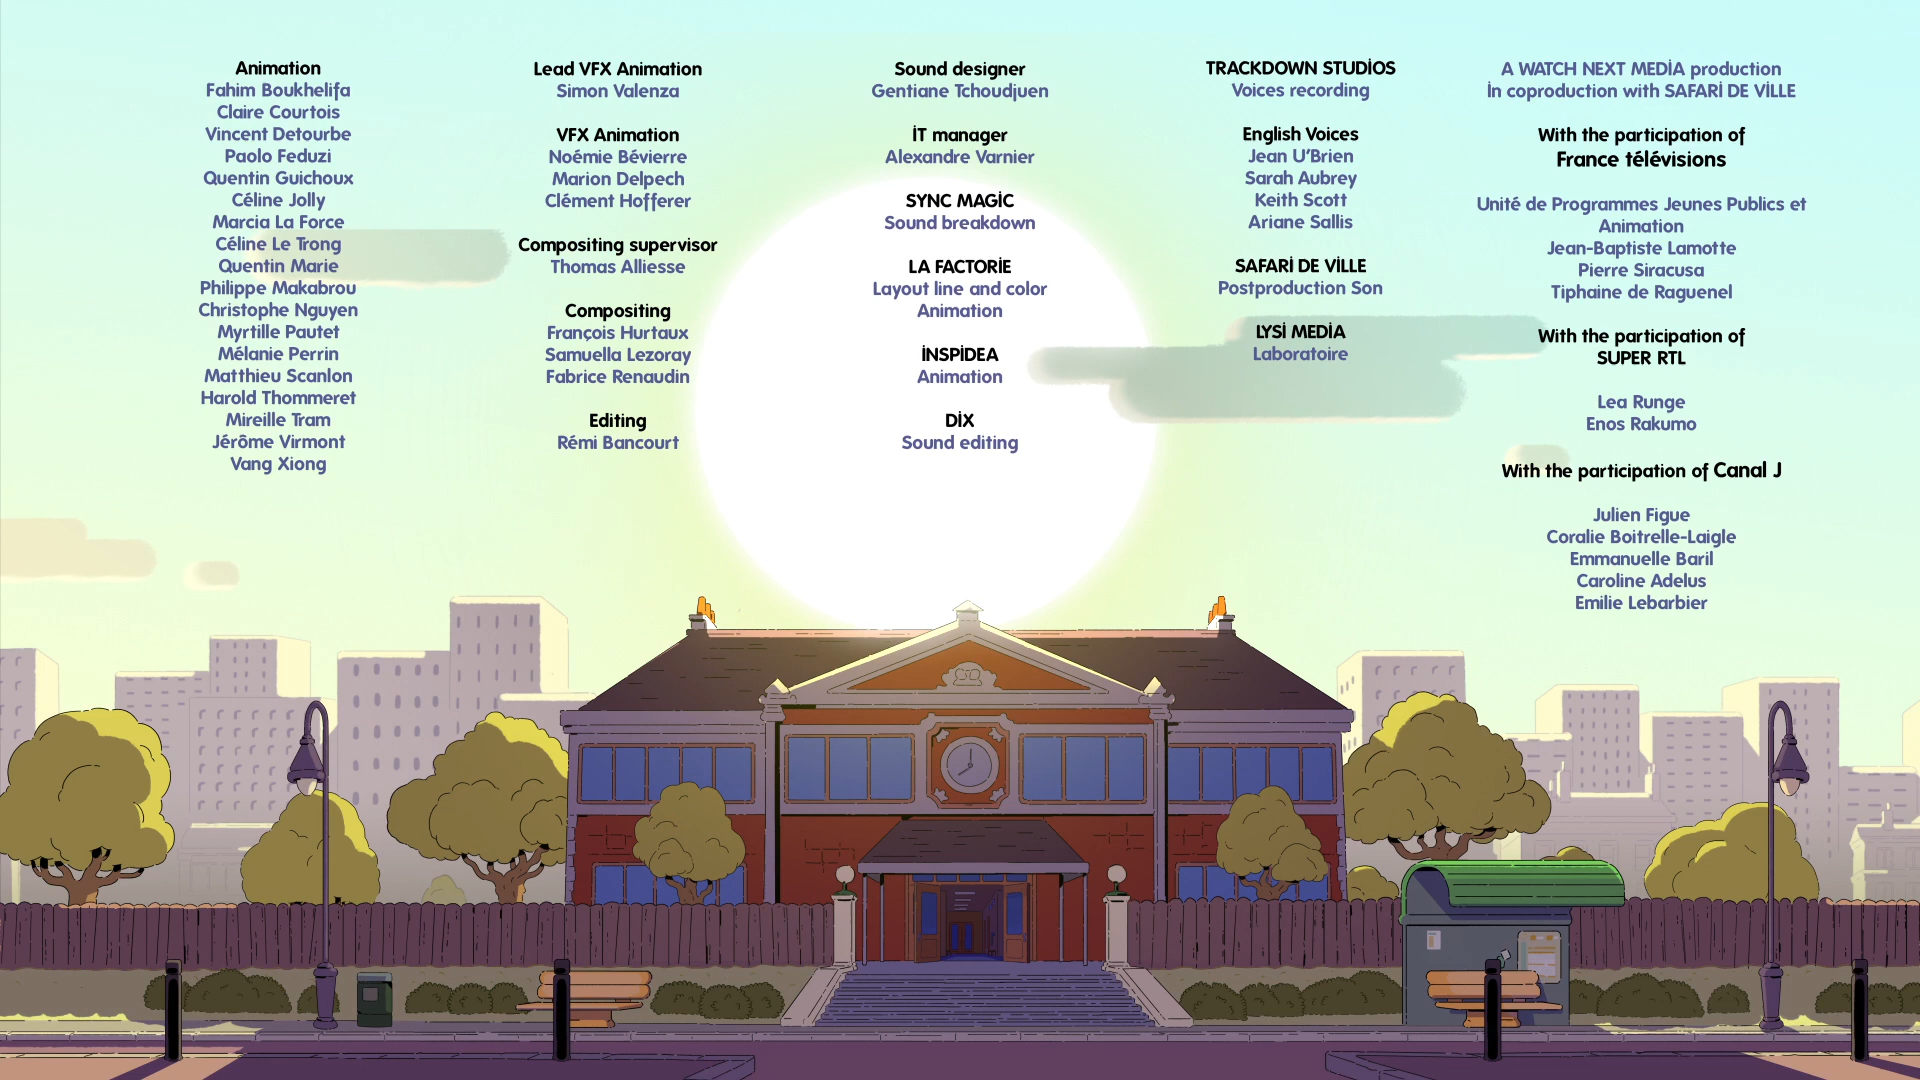 Animation
Fahim Boukhelifa
Claire Courtois
Vincent Detourbe
Paolo Feduzi
Quentin Guichoux
Céline Jolly
Marcia La Force
Céline Le Trong
Quentin Marie
Philippe Makabrou
Christophe Nguyen
Myrtille Pautet
Mélanie Perrin
Matthieu Scanlon
Harold Thommeret
Mireille Tram
Jérôme Virmont
Vang Xiong
Lead VFX Animation
Simon Valenza
VFX Animation
Noémie Bévierre
Marion Delpech
Clément Hofferer
Compositing supervisor
Thomas Alliesse
Compositing
François Hurtaux
Samuella Lezoray
Fabrice Renaudin
Editing
Rémi Bancourt
Sound designer
Gentiane Tchoudjuen
İT manager
Alexandre Varnier
SYNC MAGİC
Sound breakdown
LA FACTORİE
Layout line and color
Animation
İNSPİDEA
Animation
DİX
Sound editing
TRACKDOWN STUDİOS
Voices recording
English Voices
Jean U'Brien
Sarah Aubrey
Keith Scott
Ariane Sallis
SAFARİ DE VİLLE
Postproduction Son
LYSİ MEDİA
Laboratoire
A WATCH NEXT MEDİA production
İn coproduction with SAFARİ DE VİLLE
With the participation of
France télévisions
Unité de Programmes Jeunes Publics et
Animation
Jean-Baptiste Lamotte
Pierre Siracusa
Tiphaine de Raguenel
With the participation of
SUPER RTL
Lea Runge
Enos Rakumo
With the participation of Canal J
Julien Figue
Coralie Boitrelle-Laigle
Emmanuelle Baril
Caroline Adelus
Emilie Lebarbier